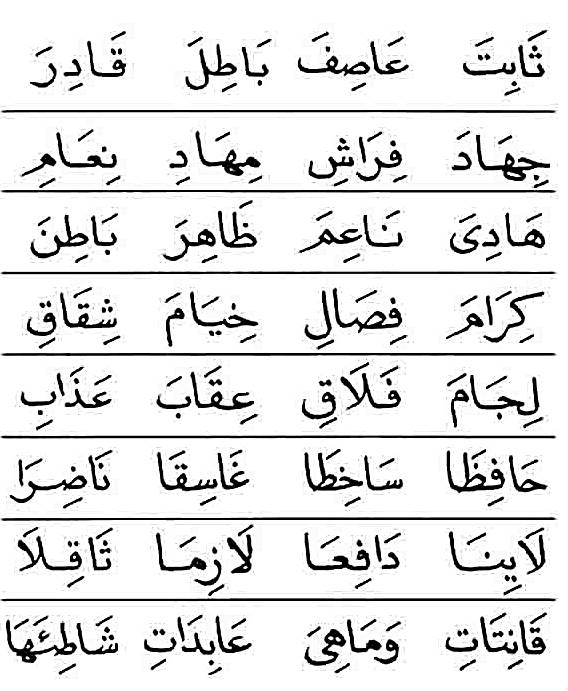 ثَابِتَ عَاصِفَ بَاطِلَ قَادِرَ
جِهَادَ فِرَاشِ مِهَادِ نِعَامِ
هَادِىَ نَاعِمَ ظَاهِرَ بَاطِنَ
كِرَامَ فِصَالِ خِيَامَ شِقَاقِ
لِجَامَ فَلَاقِ عِقَابَ عَذَابِ
حَافِظَا سَاخِطَا غَاسِقَا نَاضِرَا
لَايِنَا دَافِعَا لَازِمَا ثَاقِلَا
قَانِتَاتِ وَمَاهِىَ عَابِدَاتِ شَاطِئَهَا